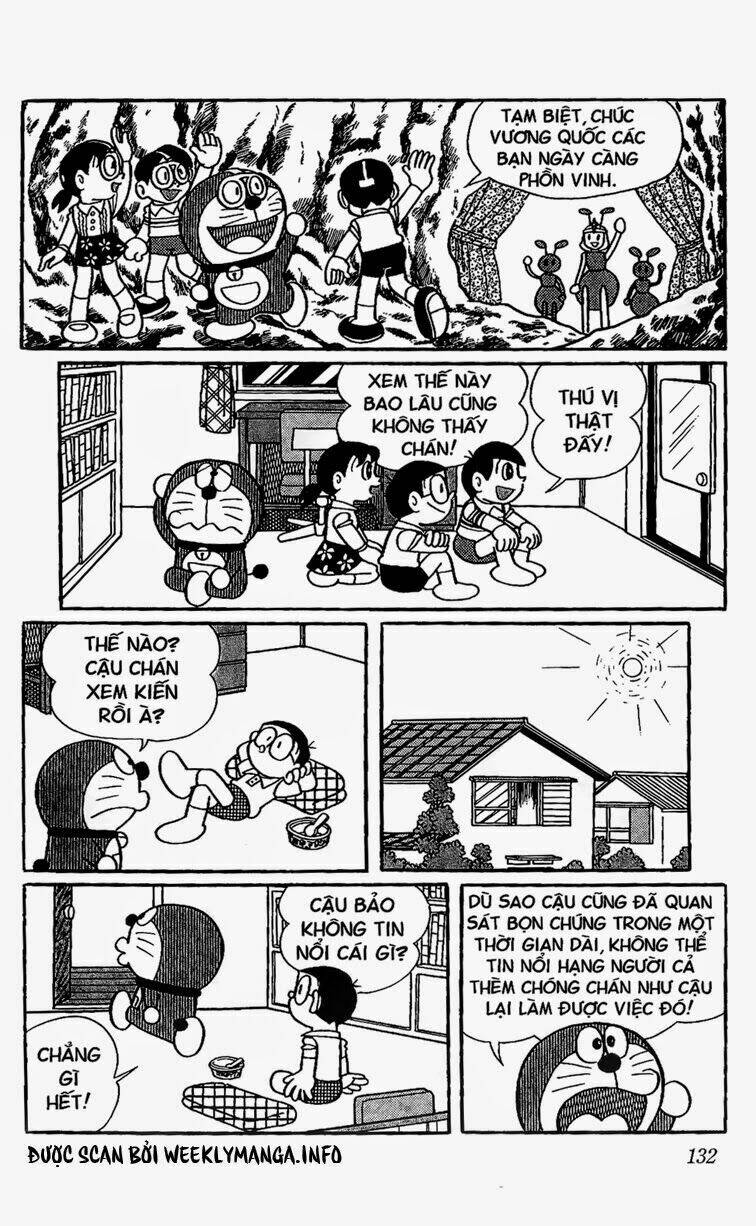 TẠM BIỆT, CHÚC
VƯƠNG QUỐC CÁC
BẠN NGÀY CÀNG
PHỒN VINH.
XEM THẾ NÀY
BAO LÂU CŨNG
KHÔNG THẤY
CHÁN!
THÚ VỊ
THẬT
ĐẤY!
THẾ NÀO?
CẬU CHÁN
XEM KIẾN
RỒI À?
CẬU BẢO
KHÔNG TIN
NỔI CÁI GÌ?
CHẲNG
GÌ
HẾT!
DÙ SAO CẬU CŨNG ĐÃ QUAN
SÁT BỌN CHÚNG TRONG MỘT
THỜI GIAN DÀI, KHÔNG THỂ
TIN NỔI HẠNG NGƯỜI CẢ
THÈM CHÓNG CHÁN NHƯ CẬU
LẠI LÀM ĐƯỢC VIỆC ĐÓ!
ĐƯỢC SCAN BỞI WEEKLYMANGA.INFO
132